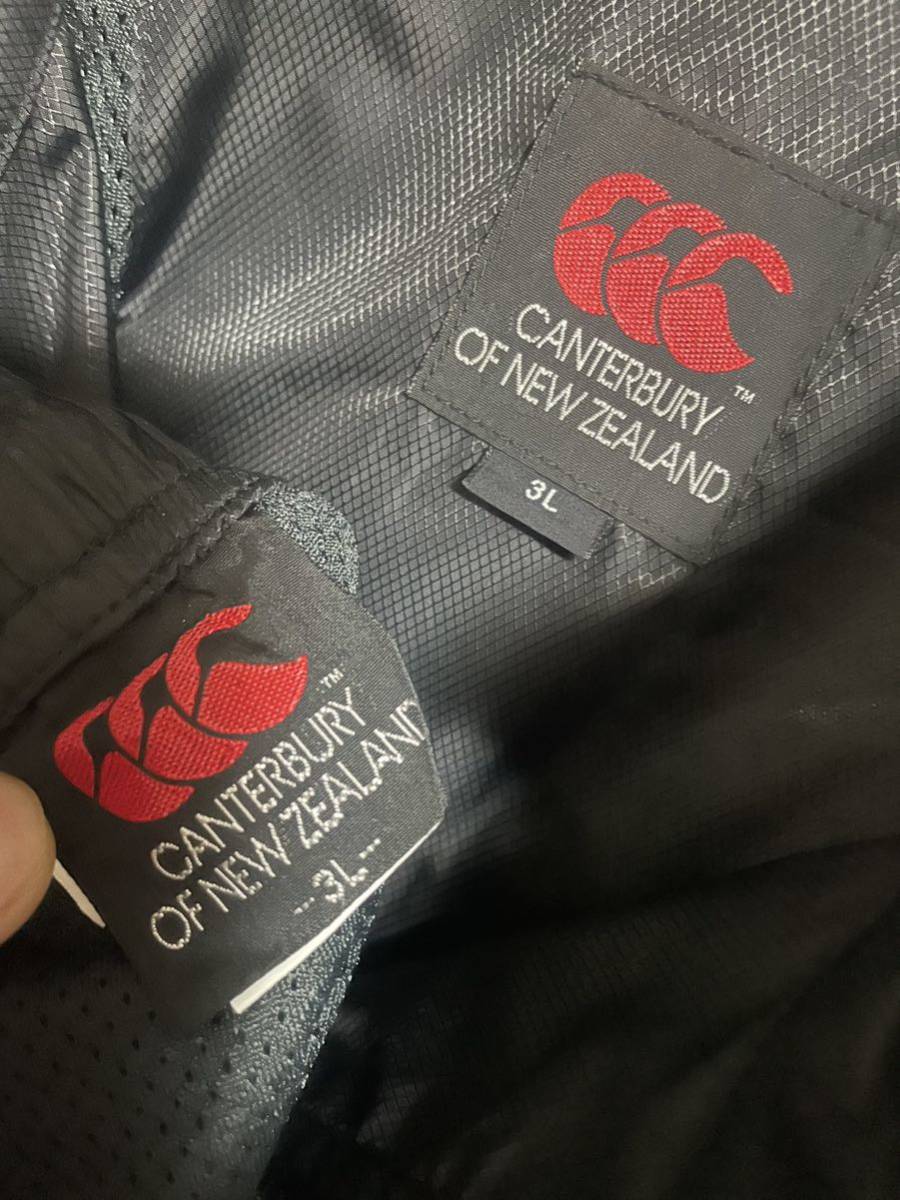 CANTERBURY™
OF NEW ZEALAND
3L
CANTERBURY™
OF NEW ZEALAND
--3L--